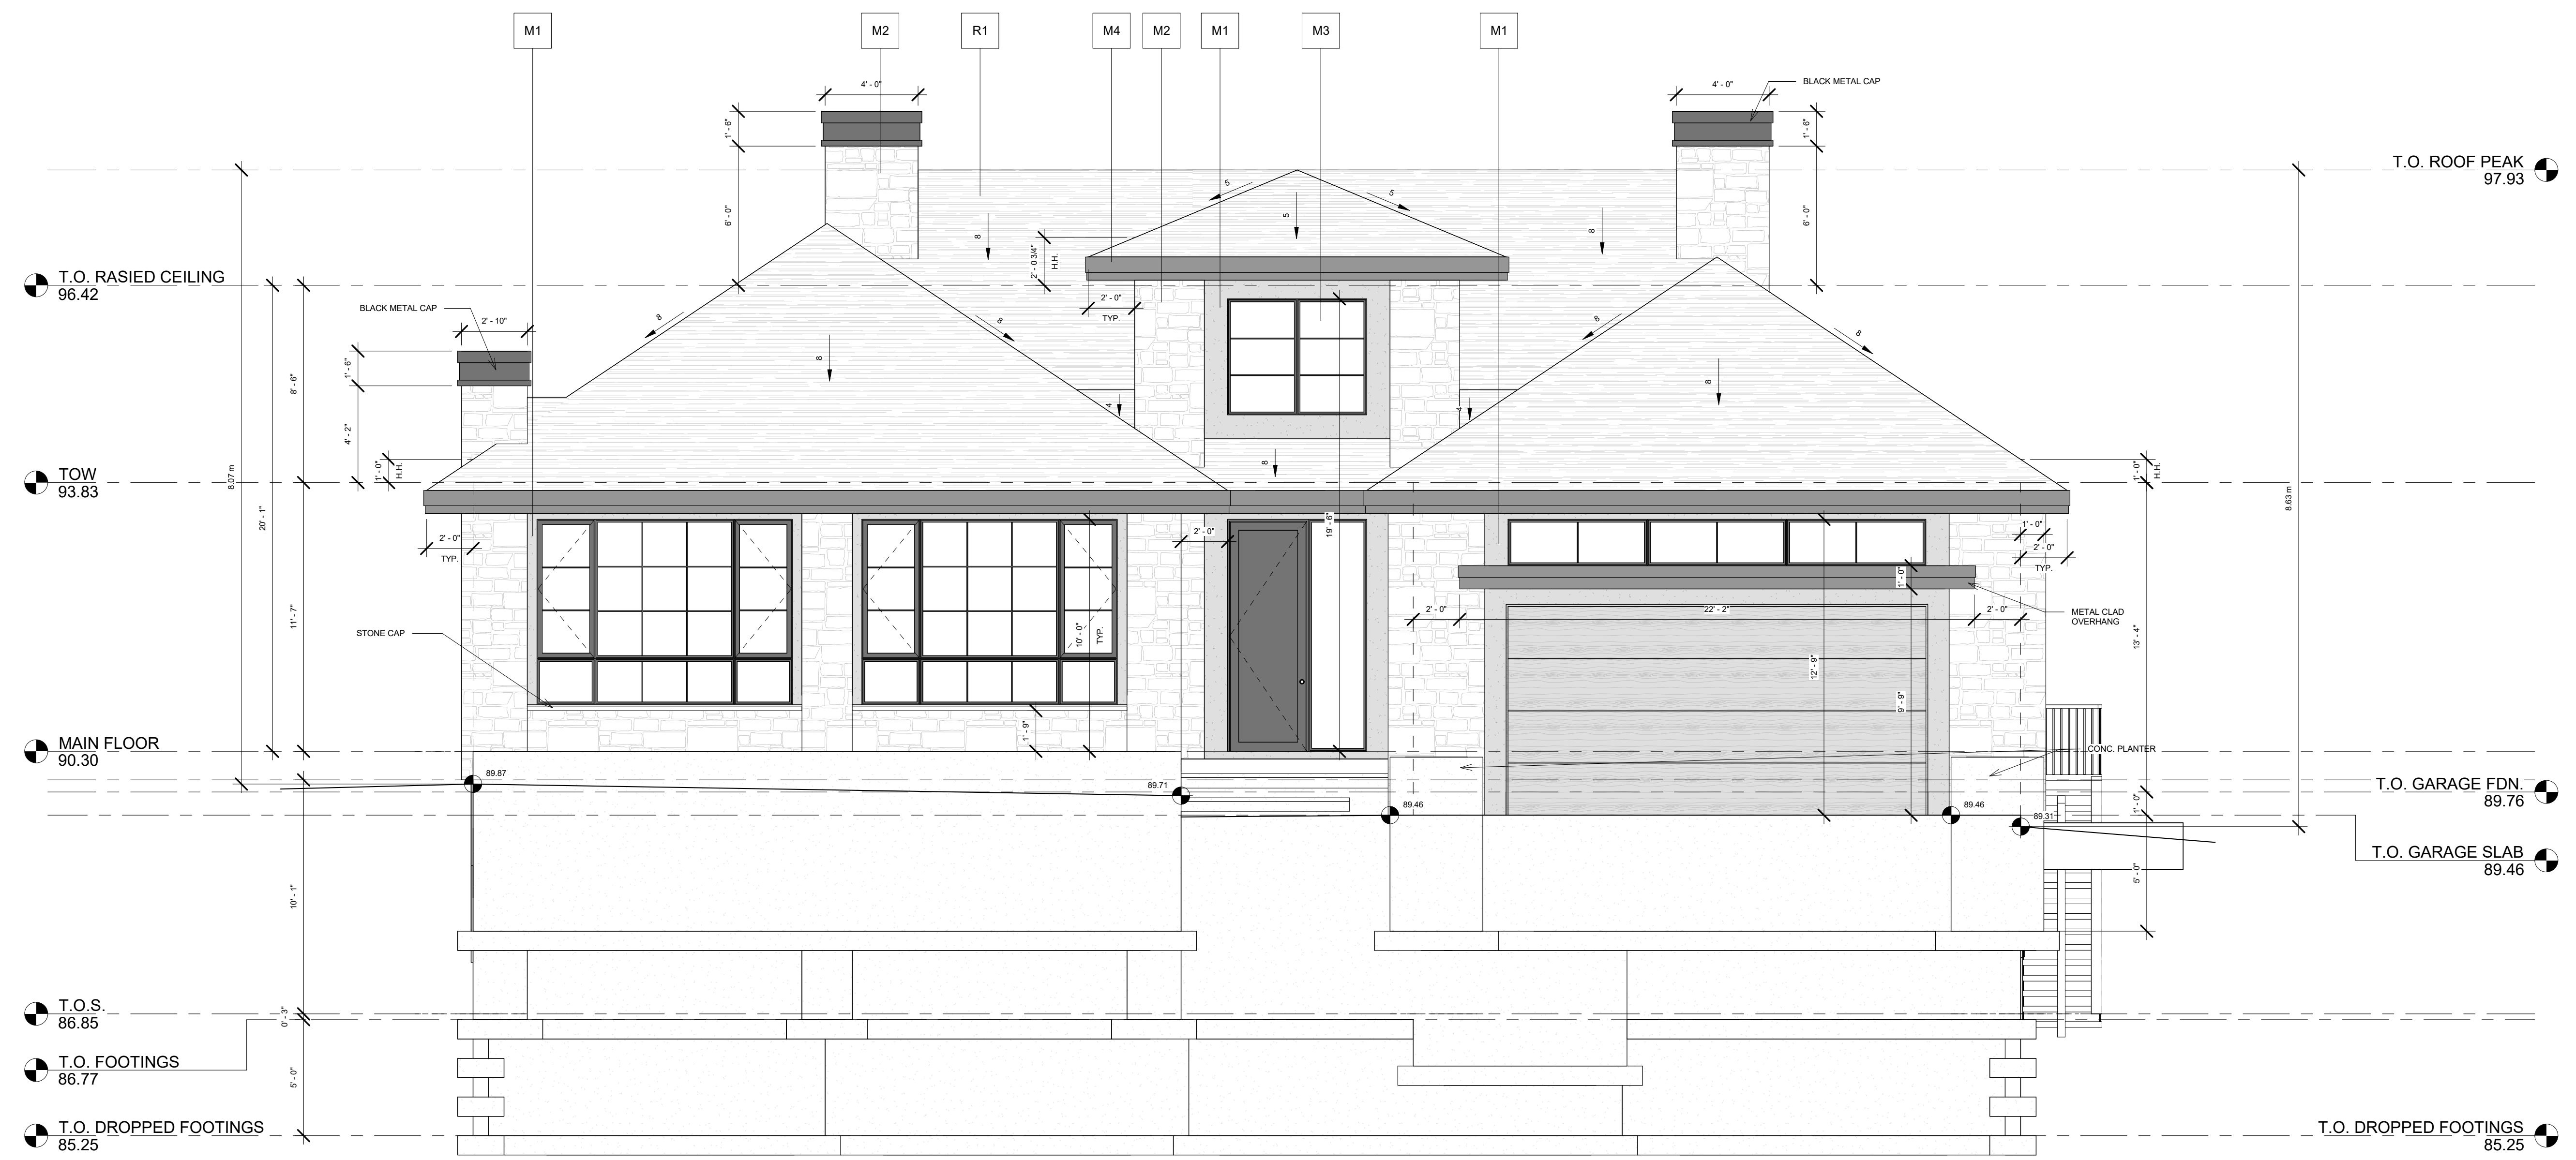 M1
M2
R1
M4
M2
M1
M3
M1
4' - 0"
4' - 0"
BLACK METAL CAP
1' - 6"
1' - 6"
T.O. ROOF PEAK
97.93
5
5
5
6' - 0"
6' - 0"
8
8
2' - 0 3/4"
H.H.
T.O. RASIED CEILING
96.42
2' - 0"
TYP.
BLACK METAL CAP
2' - 10"
8
8
8
8
8
8
1' - 6"
8' - 6"
4
4
4' - 2"
8
1' - 0"
H.H.
1' - 0"
H.H.
TOW
93.83
8.07 m
8.63 m
20' - 1"
19' - 6"
2' - 0"
TYP.
2' - 0"
1' - 0"
2' - 0"
TYP.
1' - 0"
2' - 0"
22' - 2"
2' - 0"
METAL CLAD
OVERHANG
11' - 7"
STONE CAP
10' - 0"
TYP.
13' - 4"
12' - 9"
9' - 9"
1' - 9"
MAIN FLOOR
90.30
CONC. PLANTER
89.87
89.71
T.O. GARAGE FDN.
89.76
89.46
89.46
1' - 0"
89.31
T.O. GARAGE SLAB
89.46
5' - 0"
10' - 1"
T.O.S.
86.85
0' - 3"
T.O. FOOTINGS
86.77
5' - 0"
T.O. DROPPED FOOTINGS
85.25
T.O. DROPPED FOOTINGS
85.25